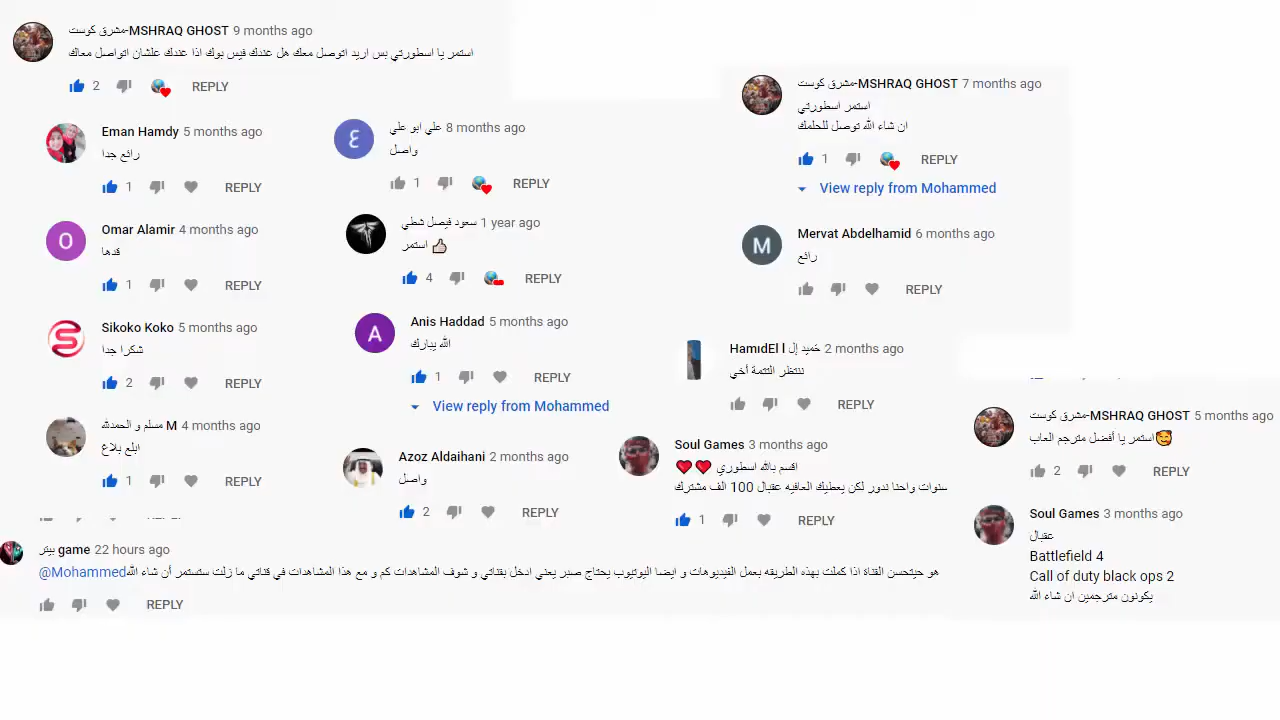 مشرق كوست-MSHRAQ GHOST 9 months ago
استمر يا اسطورتي بس اريد اتوصل معك هل عندك فيس بوك اذا عندك علشان اتواصل معاك
2 REPLY
Eman Hamdy 5 months ago
رائع جدا
1 REPLY
Omar Alamir 4 months ago
قدها
1 REPLY
Sikoko Koko 5 months ago
شكرا جدا
2 REPLY
مسلم و الحمدلله M 4 months ago
ابلع بلاع
1 REPLY
ع
علي ابو علي 8 months ago
واصل
1 REPLY
سعود فيصل شطي 1 year ago
استمر 👍🏻
4 REPLY
Anis Haddad 5 months ago
الله يبارك
1 REPLY
View reply from Mohammed
Azoz Aldaihani 2 months ago
واصل
2 REPLY
مشرق كوست-MSHRAQ GHOST 7 months ago
استمر اسطورتي
ان شاء الله توصل للحلمك
1 REPLY
View reply from Mohammed
Mervat Abdelhamid 6 months ago
رائع
REPLY
HamıdEl l حَميد إل 2 months ago
ننتظر التتمة أخي
REPLY
Soul Games 3 months ago
اقسم بالله اسطوري ❤️❤️
سنوات واحنا ندور لكن يعطيك العافيه عقبال 100 الف مشترك
1 REPLY
مشرق كوست-MSHRAQ GHOST 5 months ago
استمر يا أفضل مترجم العاب🥰
2 REPLY
Soul Games 3 months ago
عقبال
Battlefield 4
Call of duty black ops 2
يكونون مترجمين ان شاء الله
بيتر game 22 hours ago
@Mohammed هو حيتحسن القناة اذا كملت بهذه الطريقه بعمل الفيديوهات و ايضا اليوتيوب يحتاج صبر يعني ادخل بقناتي و شوف المشاهدات كم و مع هذا المشاهدات في قناتي ما زلت ستستمر أن شاء الله
REPLY